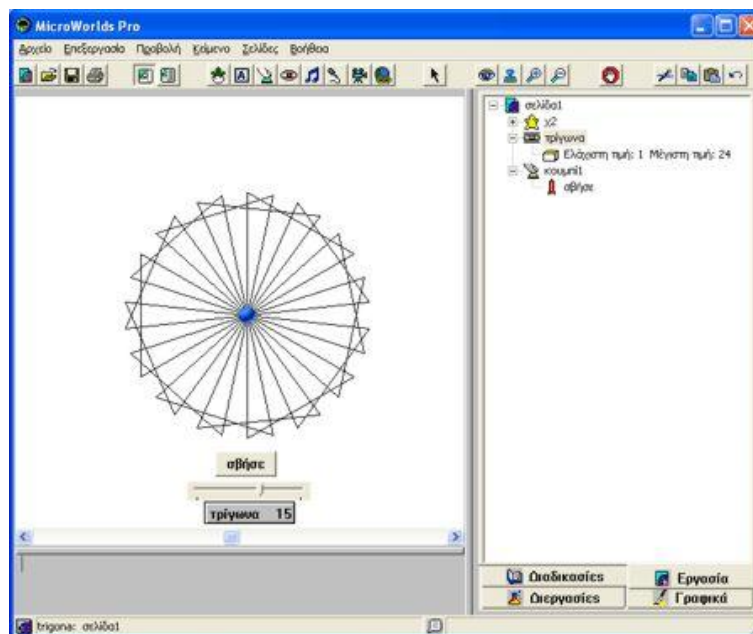 MicroWorlds Pro
Αρχείο Επεξεργασία Προβολή Κείμενο Σελίδες Βοήθεια
σελίδα1
χ2
τρίγωνα
Ελάχιστη τιμή: 1 Μέγιστη τιμή: 24
κουμπί1
σβήσε
σβήσε
τρίγωνα 15
Διαδικασίες
Εργασία
Διεργασίες
Γραφικά
trigona: σελίδα1